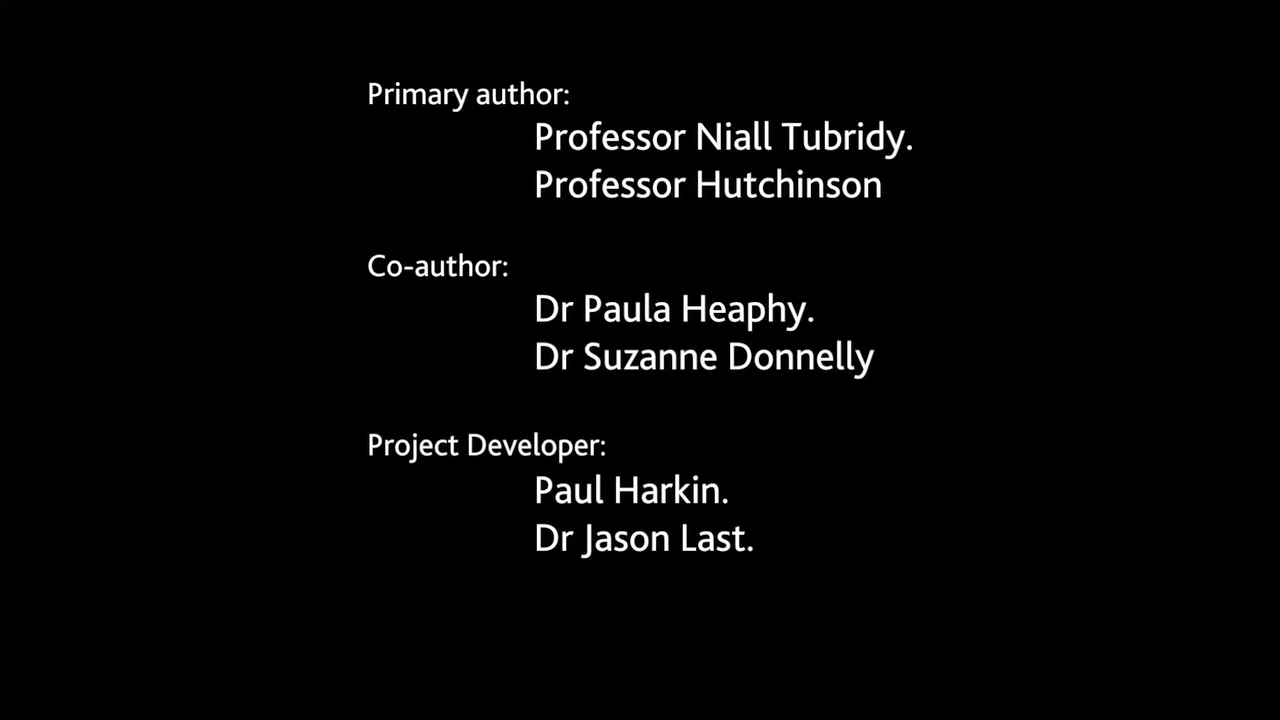 Primary author:
Professor Niall Tubridy.
Professor Hutchinson
Co-author:
Dr Paula Heaphy.
Dr Suzanne Donnelly
Project Developer:
Paul Harkin.
Dr Jason Last.